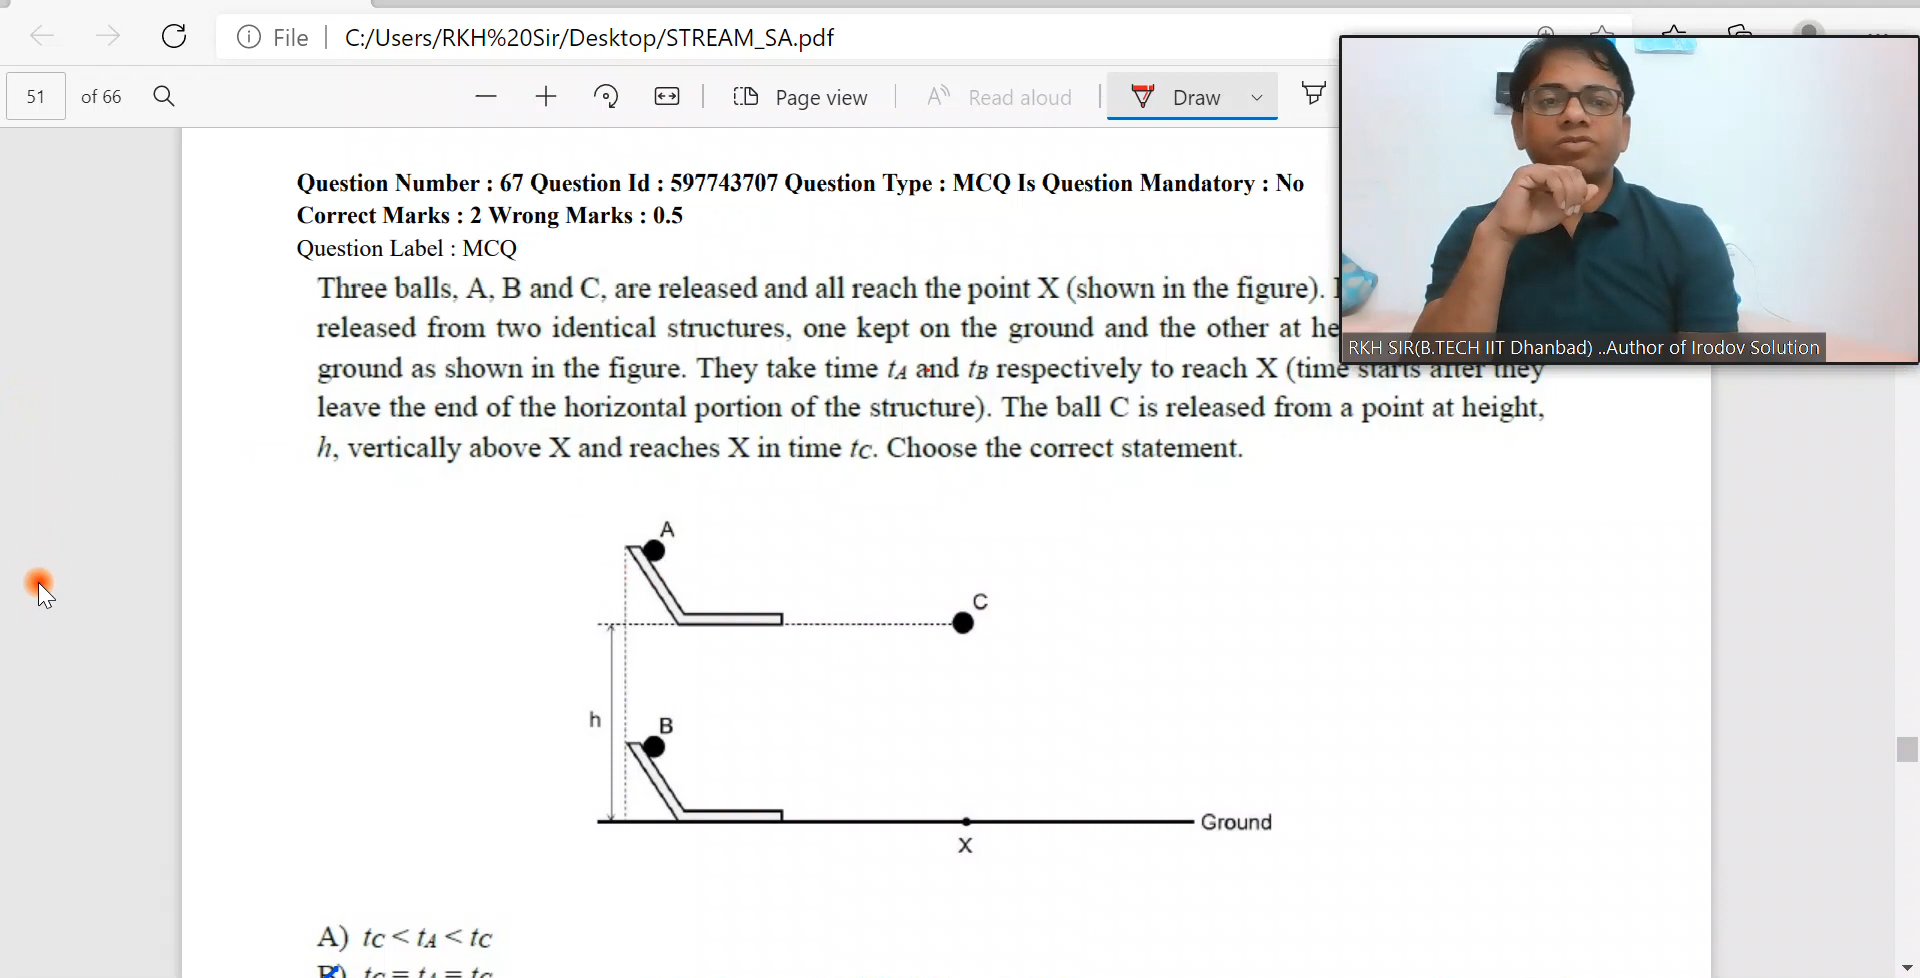 File | C:/Users/RKH%20Sir/Desktop/STREAM_SA.pdf
51 of 66
Page view
Read aloud
Draw
Question Number : 67 Question Id : 597743707 Question Type : MCQ Is Question Mandatory : No
Correct Marks : 2 Wrong Marks : 0.5
Question Label : MCQ
Three balls, A, B and C, are released and all reach the point X (shown in the figure).
released from two identical structures, one kept on the ground and the other at he
ground as shown in the figure. They take time tA and tB respectively to reach X (time starts after they
leave the end of the horizontal portion of the structure). The ball C is released from a point at height,
h, vertically above X and reaches X in time tC. Choose the correct statement.
RKH SIR(B.TECH IIT Dhanbad) ..Author of Irodov Solution
A
C
h
B
Ground
X
A) tC < tA < tC
B) tC = tA = tC